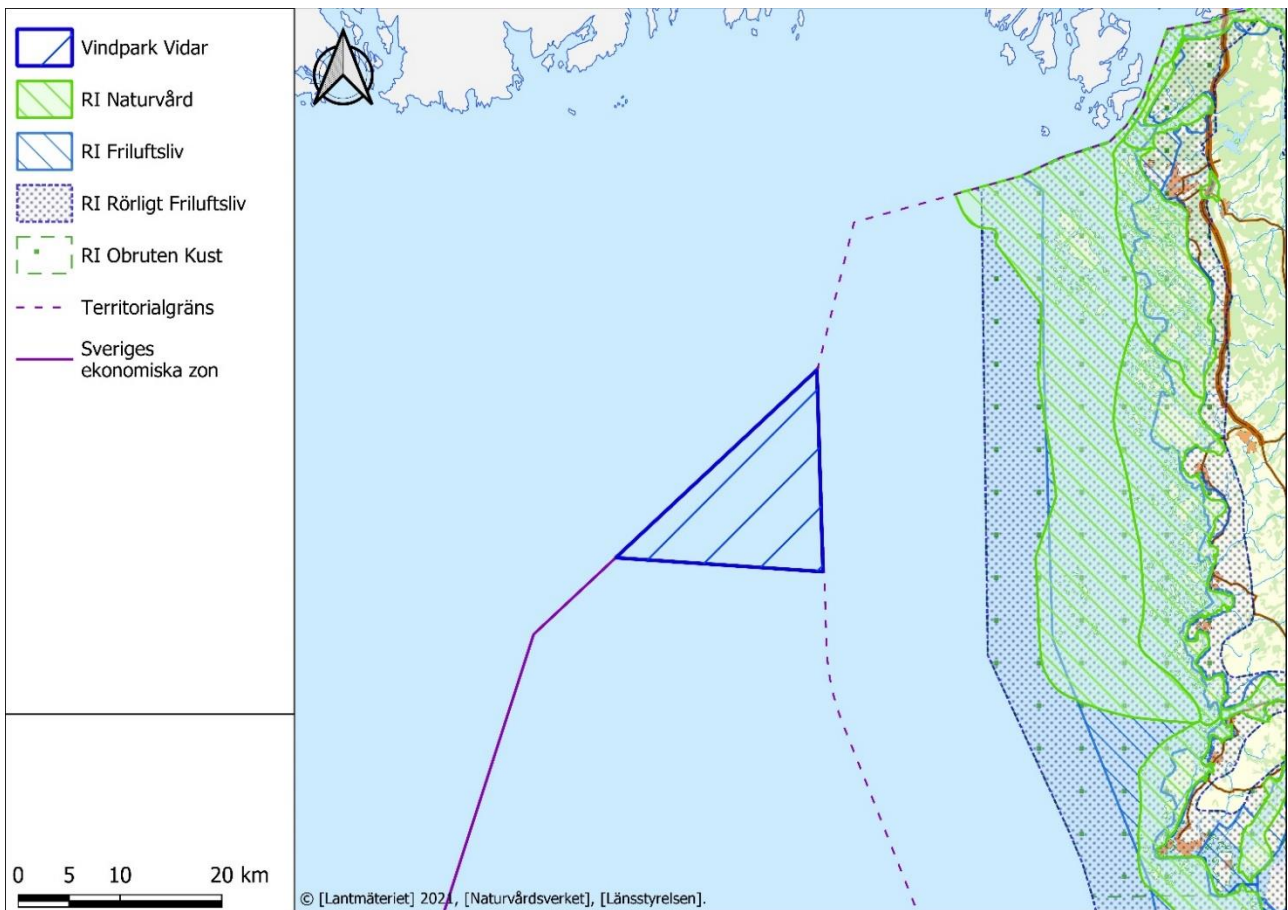 Vindpark Vidar
RI Naturvård
RI Friluftsliv
RI Rörligt Friluftsliv
RI Obruten Kust
Territorialgräns
Sveriges
ekonomiska zon
0 5 10 20 km
© [Lantmäteriet] 2021, [Naturvårdsverket], [Länsstyrelsen].